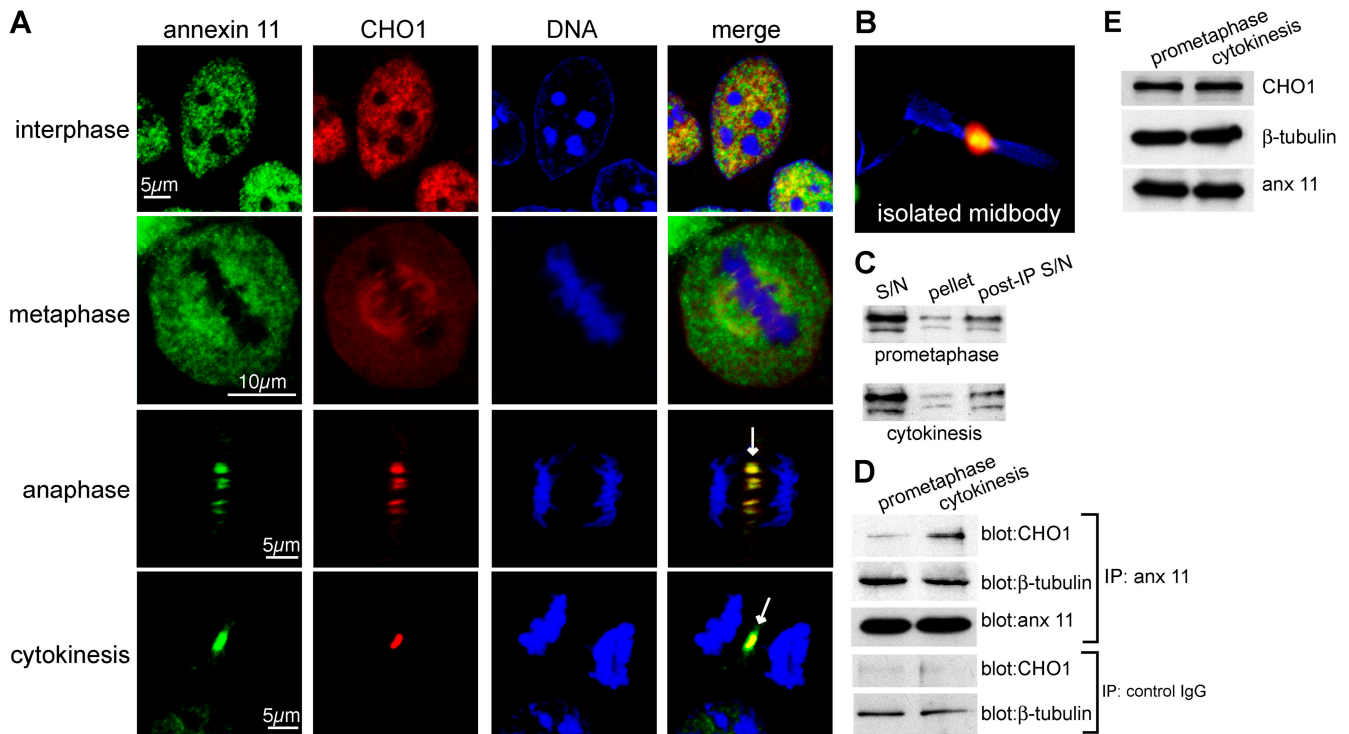 A
annexin 11 CHO1 DNA merge
interphase
5µm
metaphase
10µm
anaphase
5µm
cytokinesis
5µm
B
isolated midbody
C
S/N pellet post-IP S/N
prometaphase
cytokinesis
D
prometaphase
cytokinesis
blot:CHO1
blot:β-tubulin
blot:anx 11
IP: anx 11
blot:CHO1
blot:β-tubulin
IP: control IgG
E
prometaphase
cytokinesis
CHO1
β-tubulin
anx 11